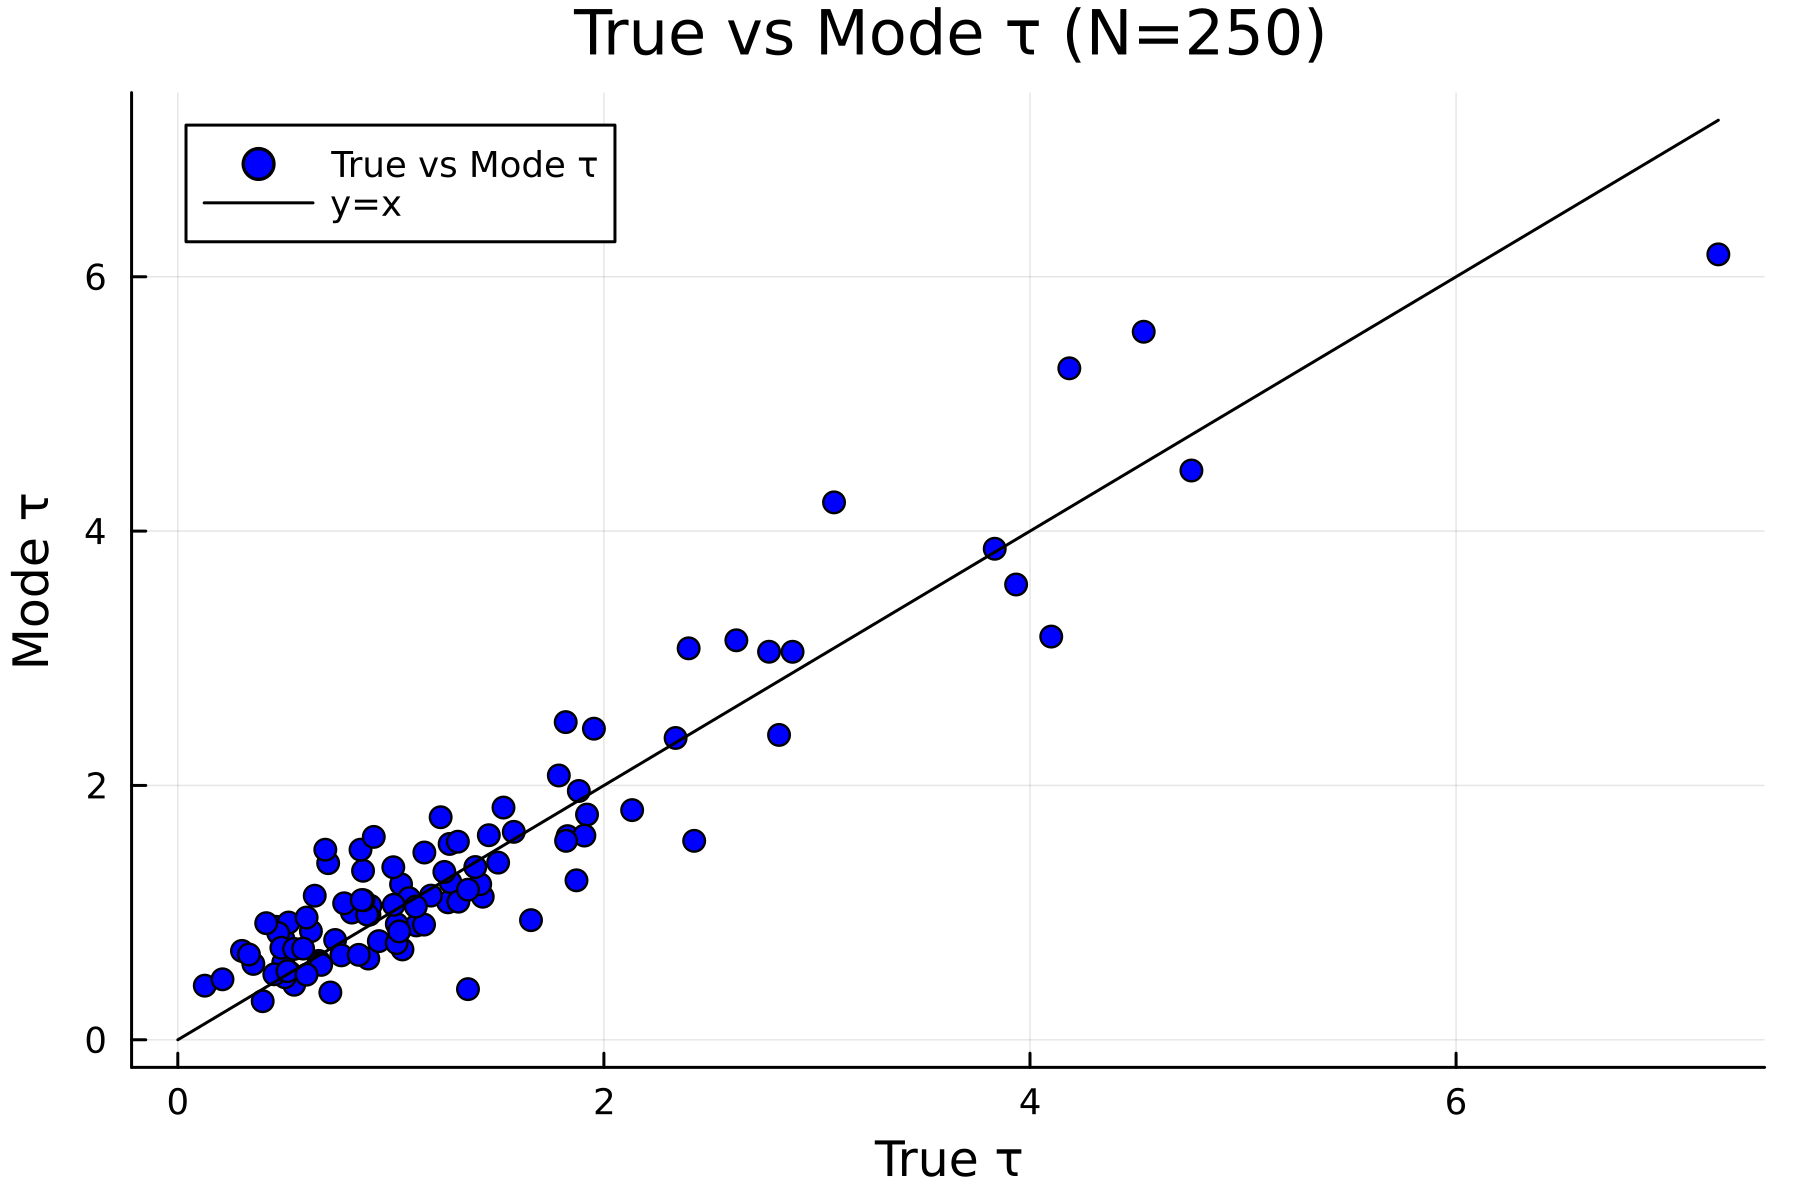 True vs Mode τ (N=250)
True vs Mode τ
y=x
6
4
2
0
Mode τ
0 2 4 6
True τ